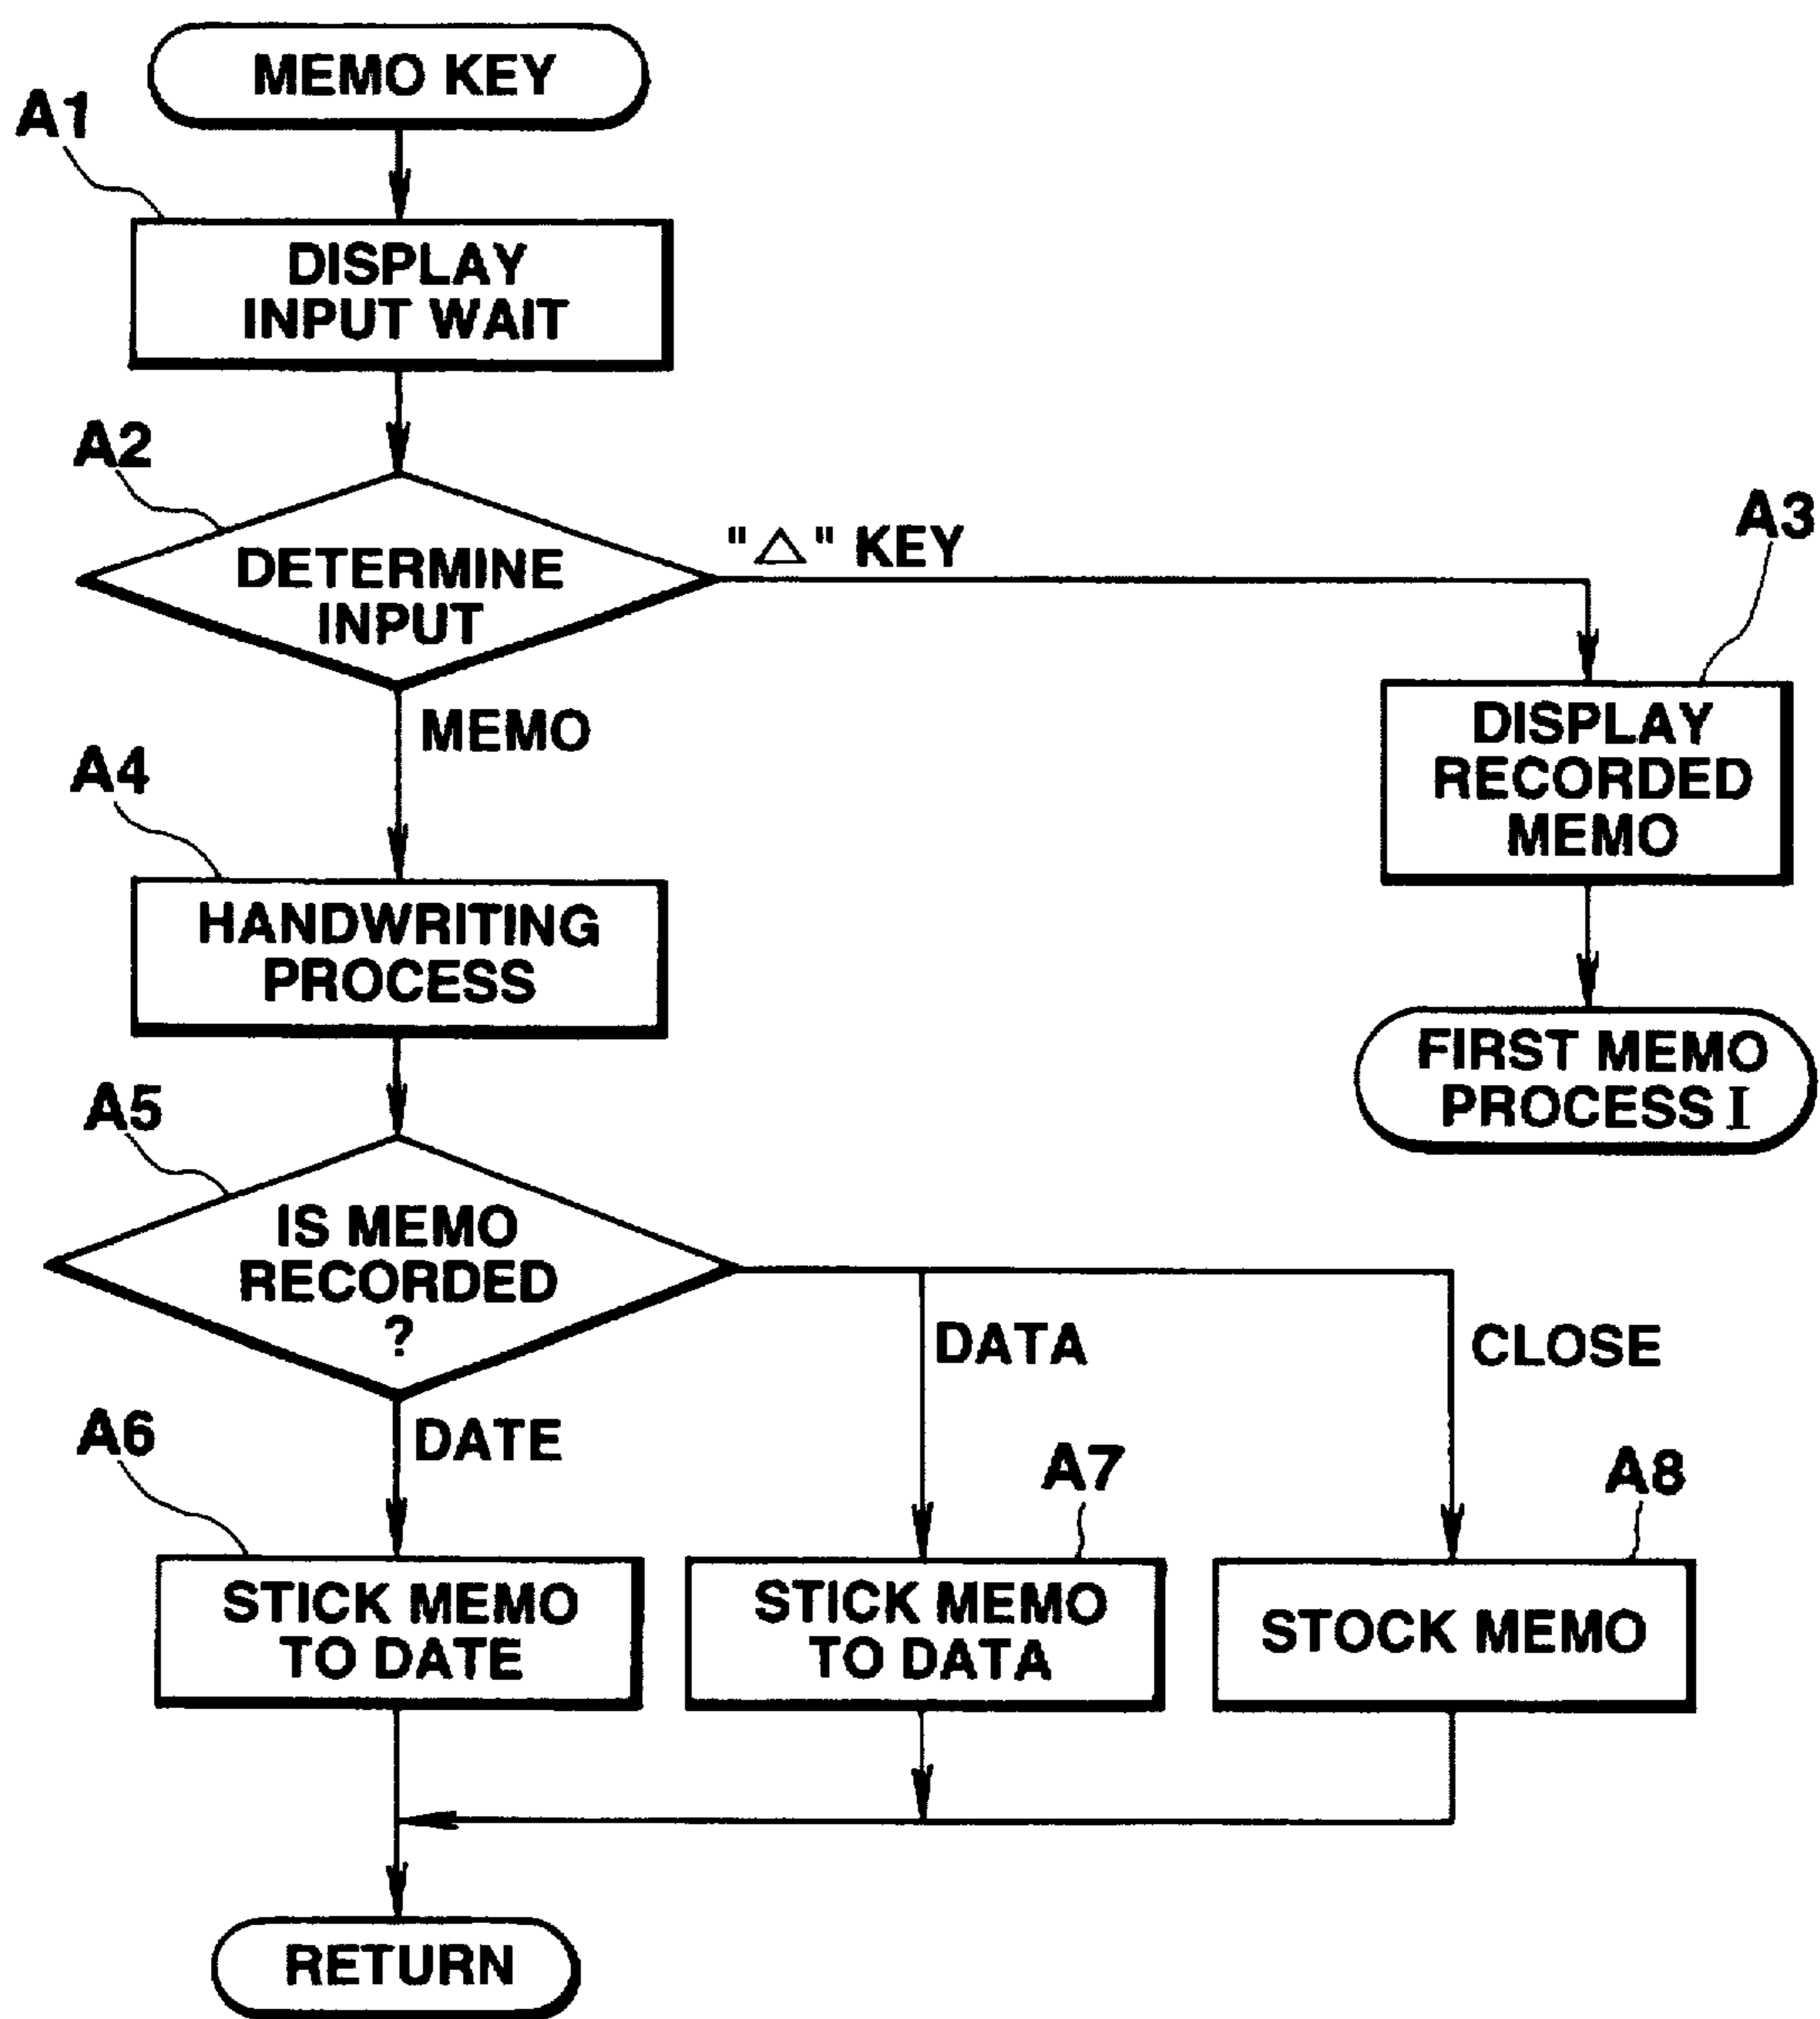 MEMO KEY
A1
DISPLAY
INPUT WAIT
A2
DETERMINE
INPUT
"△" KEY
A3
DISPLAY
RECORDED
MEMO
MEMO
A4
HANDWRITING
PROCESS
FIRST MEMO
PROCESS I
A5
IS MEMO
RECORDED
?
DATA
CLOSE
DATE
A6
A7
A8
STICK MEMO
TO DATE
STICK MEMO
TO DATA
STOCK MEMO
RETURN